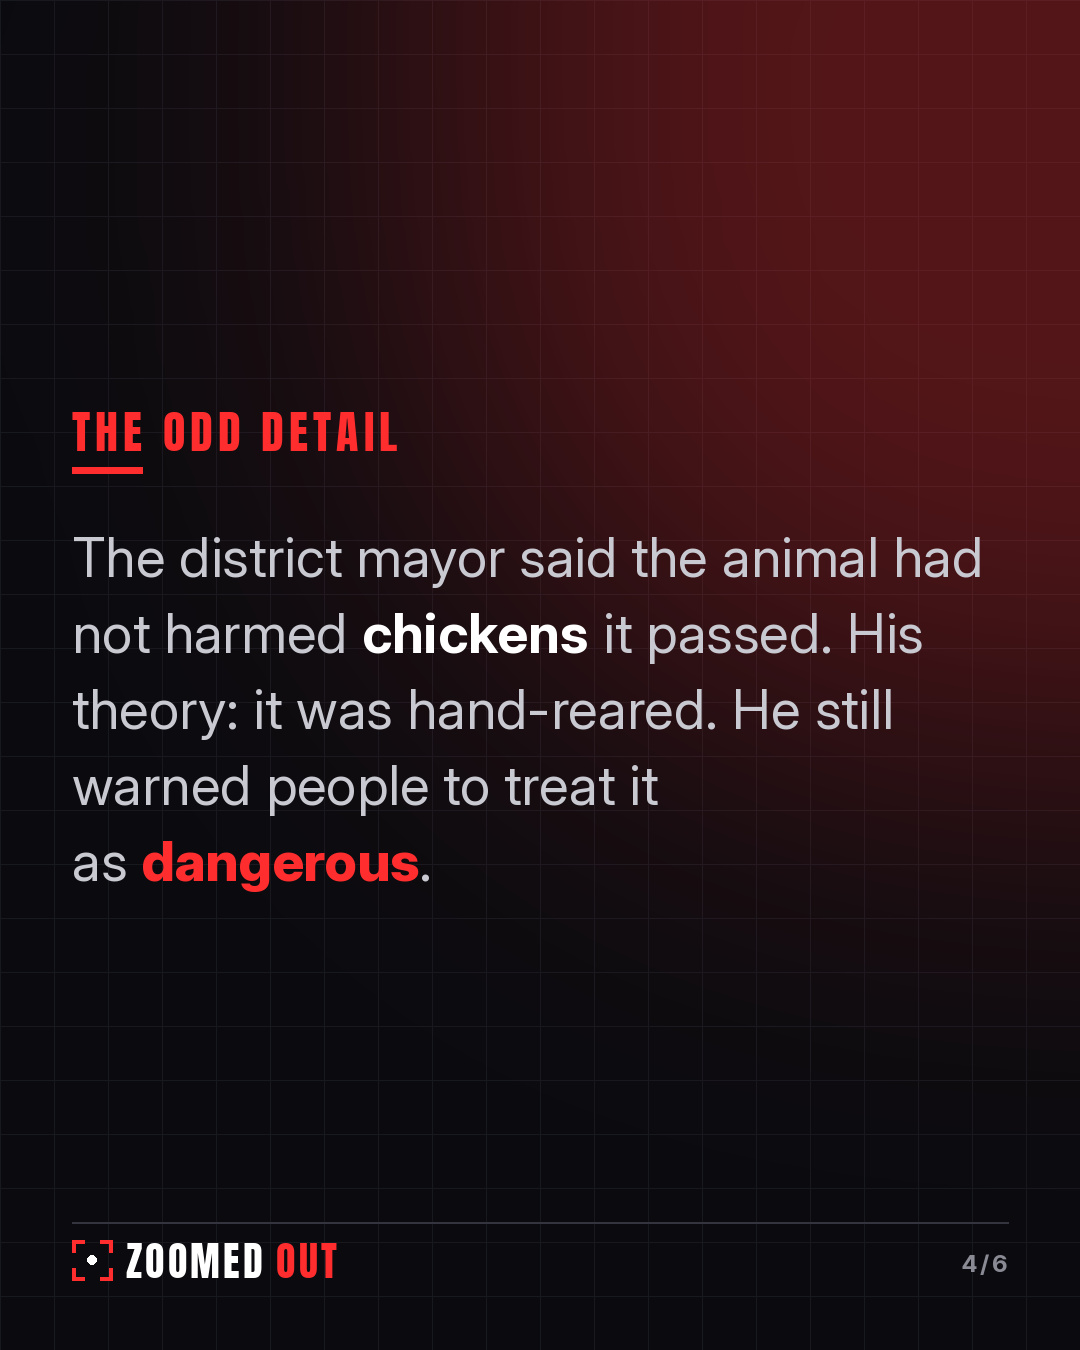 THE ODD DETAIL
The district mayor said the animal had
not harmed chickens it passed. His
theory: it was hand-reared. He still
warned people to treat it
as dangerous.
ZOOMED OUT
4/6